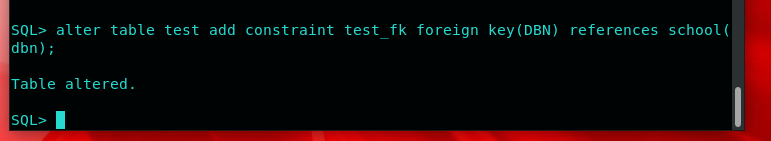 SQL> alter table test add constraint test_fk foreign key(DBN) references school(
dbn);
Table altered.
SQL>